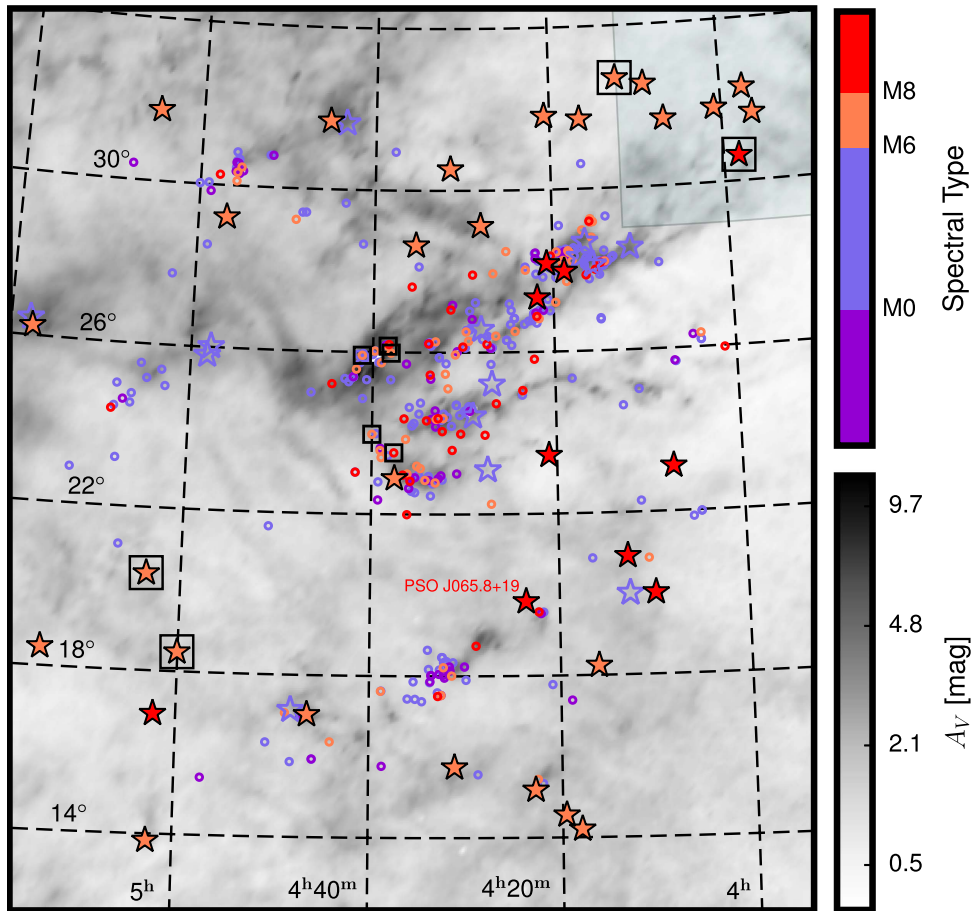 30°
26°
22°
PSO J065.8+19
18°
14°
5ʰ
4ʰ40ᵐ
4ʰ20ᵐ
4ʰ
M8
M6
M0
Spectral Type
9.7
4.8
2.1
0.5
A_V [mag]